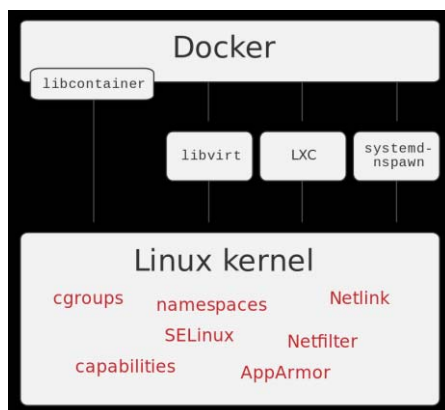 Docker
libcontainer
libvirt
LXC
systemd-
nspawn
Linux kernel
cgroups
namespaces
Netlink
SELinux
Netfilter
capabilities
AppArmor